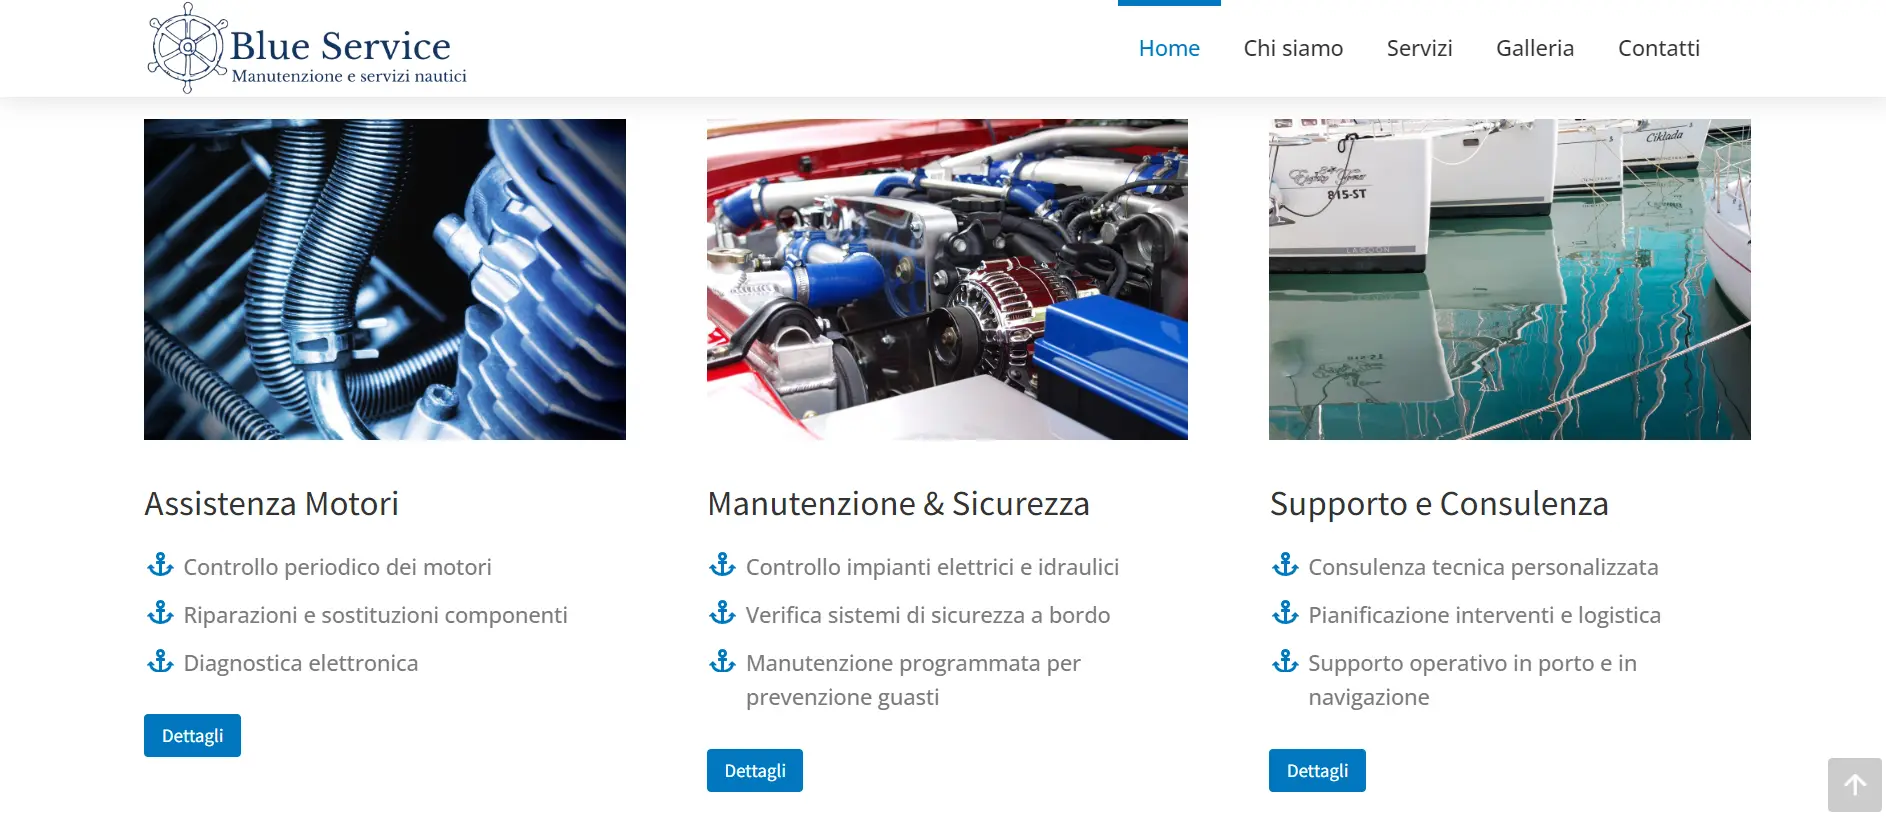 Blue Service
Manutenzione e servizi nautici
Home
Chi siamo
Servizi
Galleria
Contatti
815-ST
LAGOON
Ciklada
Assistenza Motori
Controllo periodico dei motori
Riparazioni e sostituzioni componenti
Diagnostica elettronica
Dettagli
Manutenzione & Sicurezza
Controllo impianti elettrici e idraulici
Verifica sistemi di sicurezza a bordo
Manutenzione programmata per
prevenzione guasti
Dettagli
Supporto e Consulenza
Consulenza tecnica personalizzata
Pianificazione interventi e logistica
Supporto operativo in porto e in
navigazione
Dettagli